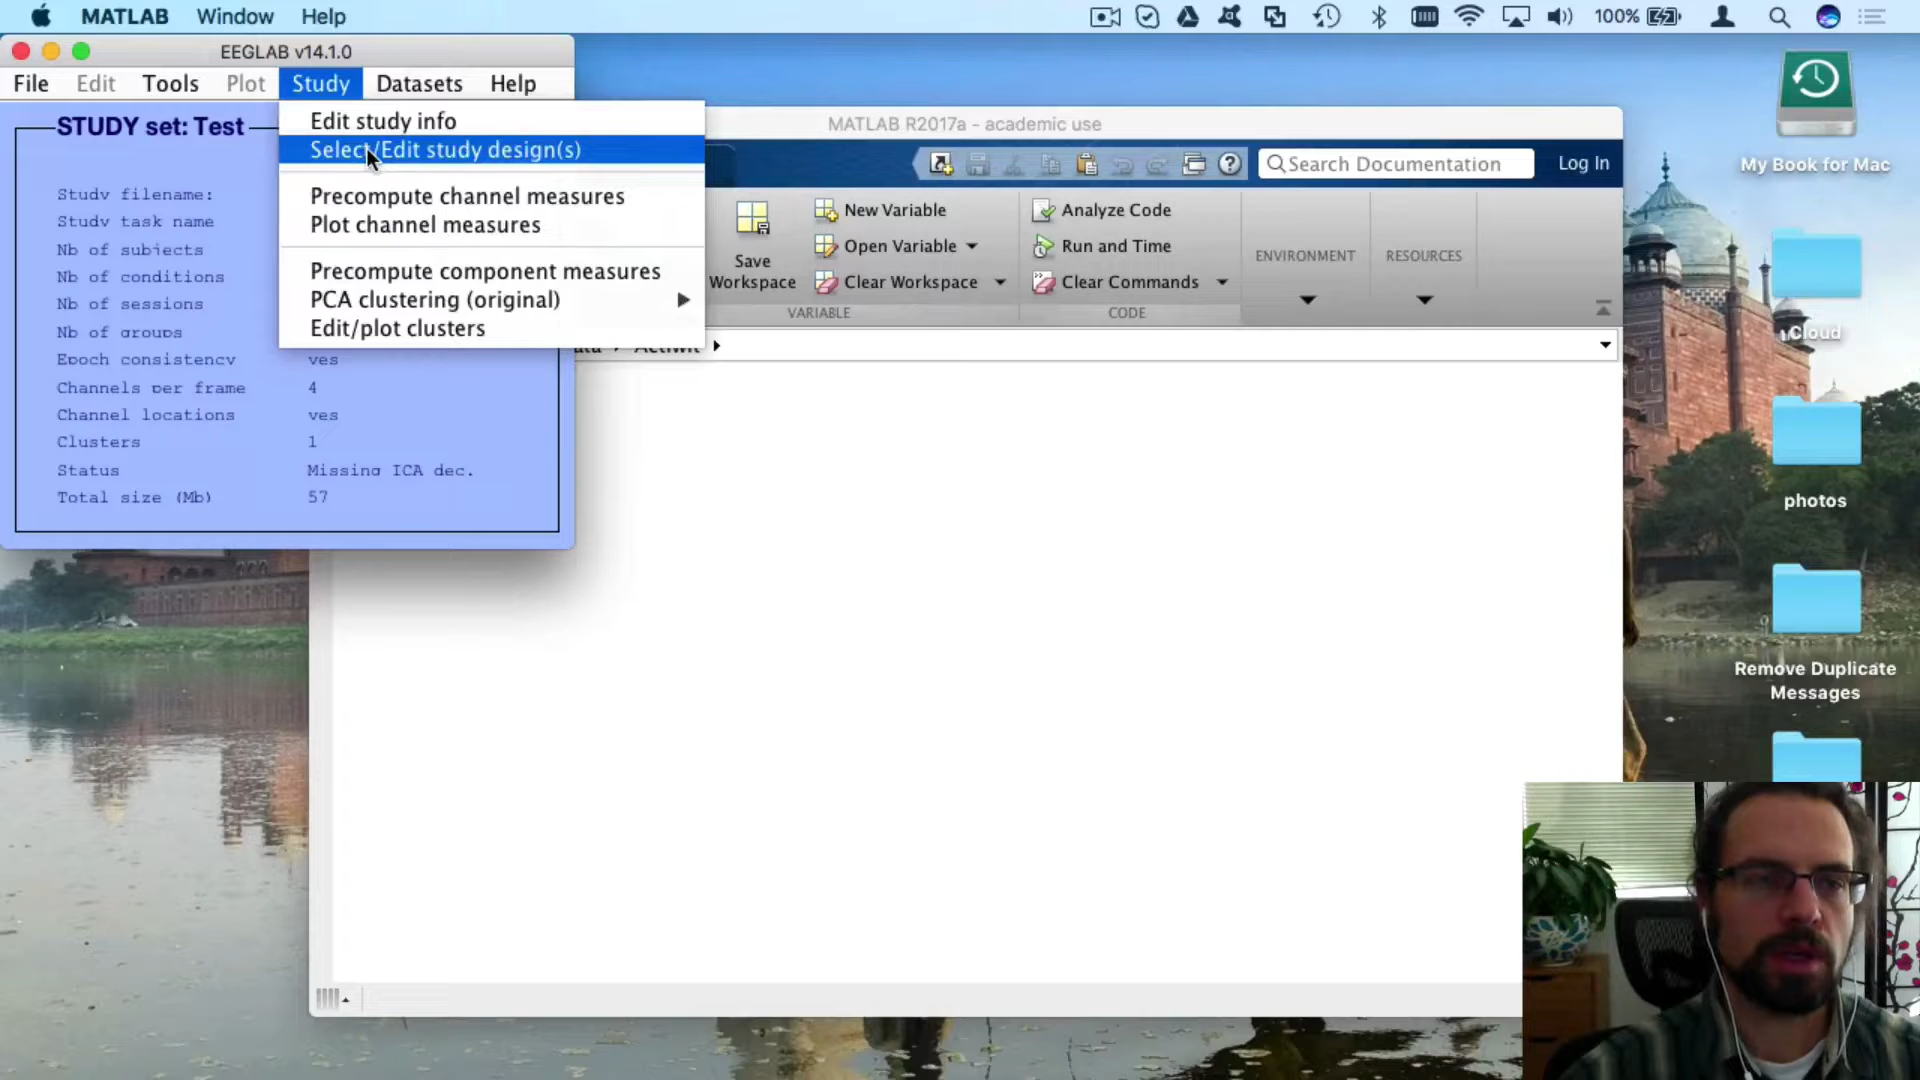 MATLAB Window Help
100%
EEGLAB v14.1.0
File Edit Tools Plot Study Datasets Help
STUDY set: Test
Study filename:
Study task name
Nb of subjects
Nb of conditions
Nb of sessions
Nb of groups
Epoch consistency yes
Channels per frame 4
Channel locations yes
Clusters 1
Status Missing ICA dec.
Total size (Mb) 57
Edit study info
Select/Edit study design(s)
Precompute channel measures
Plot channel measures
Precompute component measures
PCA clustering (original)
Edit/plot clusters
MATLAB R2017a - academic use
Search Documentation
Log In
Save
Workspace
New Variable
Open Variable
Clear Workspace
VARIABLE
Analyze Code
Run and Time
Clear Commands
CODE
ENVIRONMENT
RESOURCES
My Book for Mac
iCloud
photos
Remove Duplicate
Messages